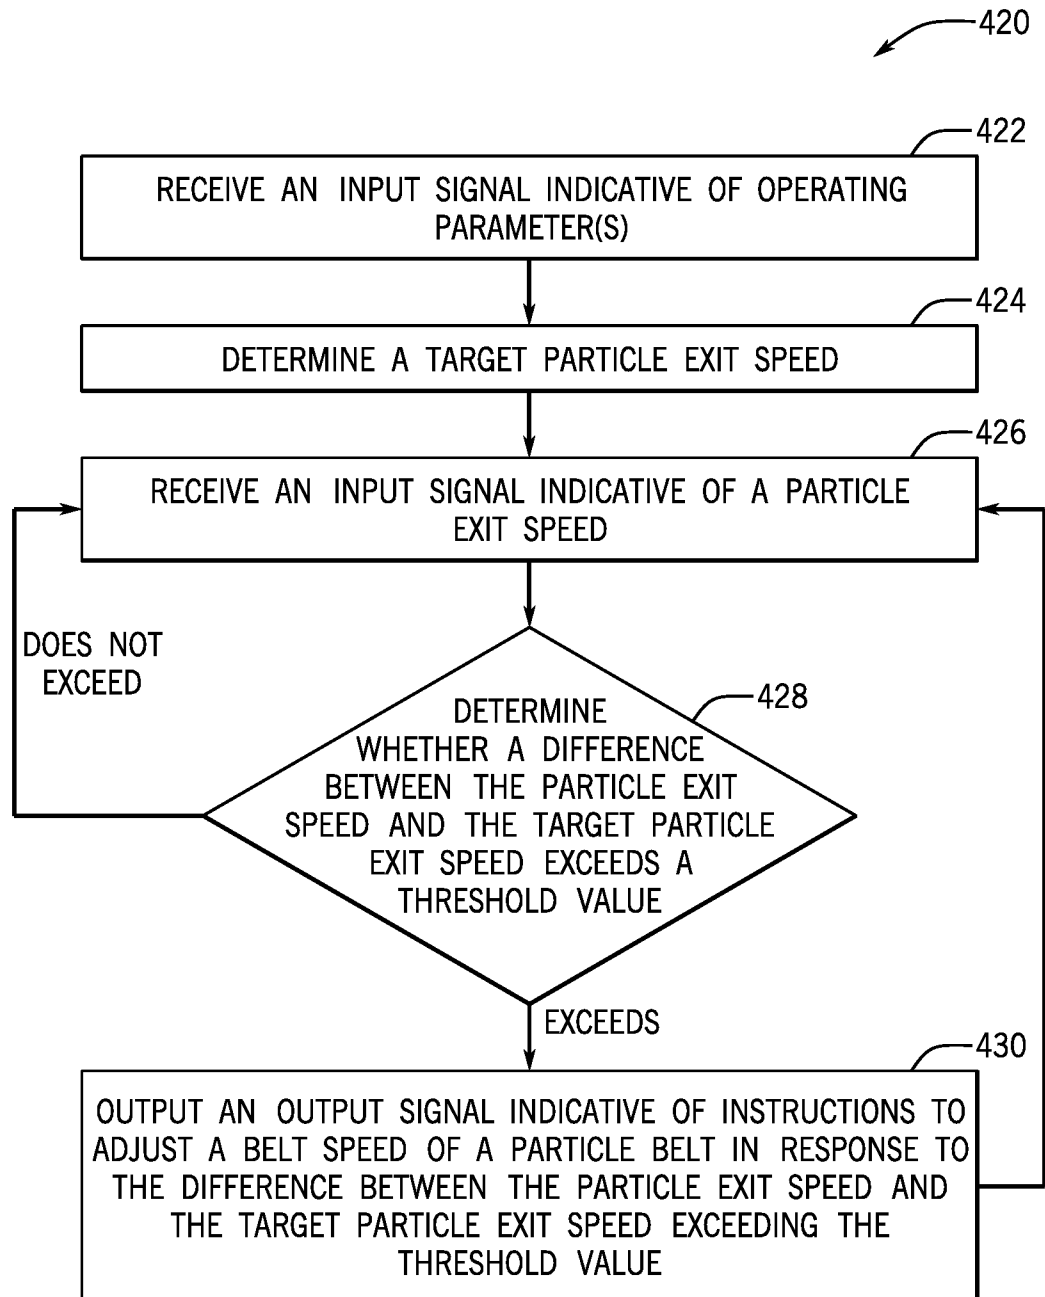 420
422
RECEIVE AN INPUT SIGNAL INDICATIVE OF OPERATING
PARAMETER(S)
424
DETERMINE A TARGET PARTICLE EXIT SPEED
426
RECEIVE AN INPUT SIGNAL INDICATIVE OF A PARTICLE
EXIT SPEED
DOES NOT
EXCEED
428
DETERMINE
WHETHER A DIFFERENCE
BETWEEN THE PARTICLE EXIT
SPEED AND THE TARGET PARTICLE
EXIT SPEED EXCEEDS A
THRESHOLD VALUE
EXCEEDS
430
OUTPUT AN OUTPUT SIGNAL INDICATIVE OF INSTRUCTIONS TO
ADJUST A BELT SPEED OF A PARTICLE BELT IN RESPONSE TO
THE DIFFERENCE BETWEEN THE PARTICLE EXIT SPEED AND
THE TARGET PARTICLE EXIT SPEED EXCEEDING THE
THRESHOLD VALUE